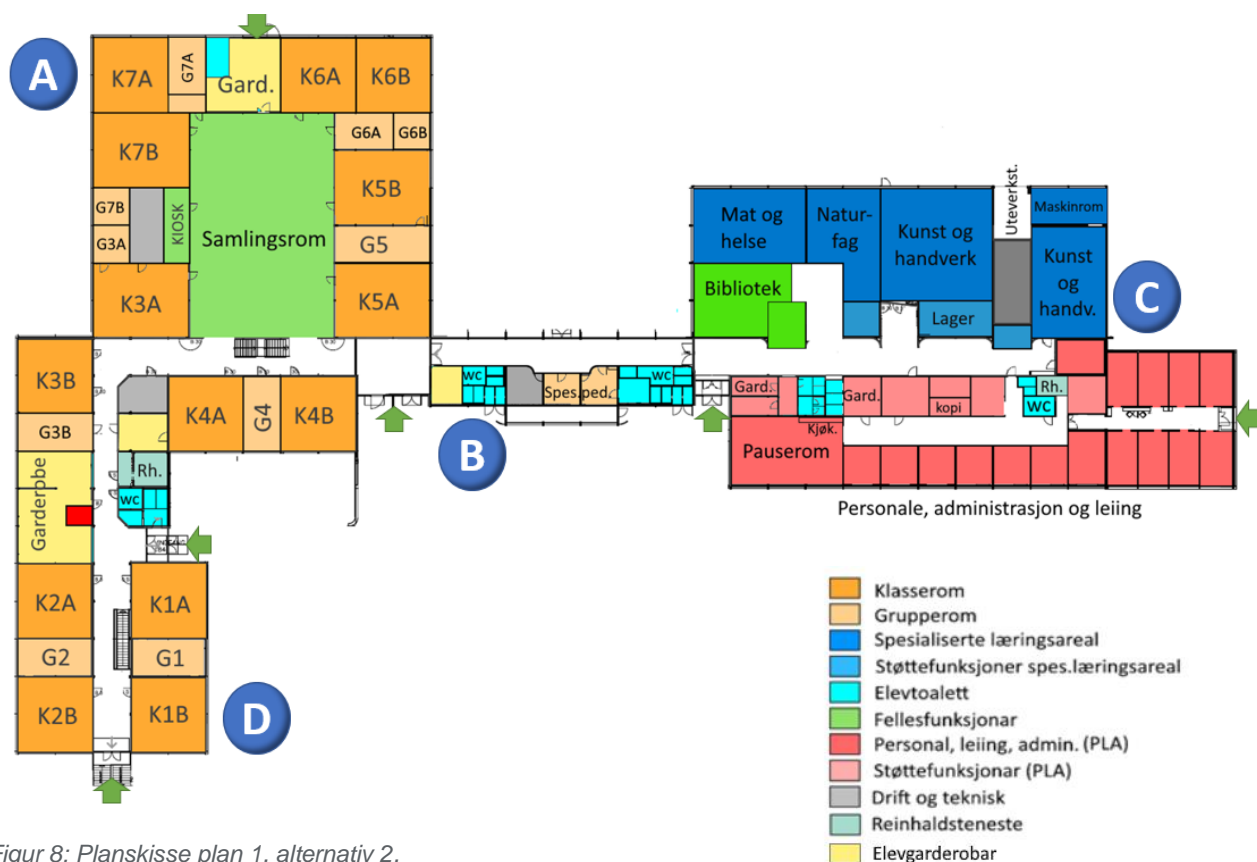 A
K7A
G7A
Gard.
K6A
K6B
K7B
G6A
G6B
G7B
G3A
KIOSK
Samlingsrom
K5B
G5
K3A
K5A
K3B
G3B
K4A
G4
K4B
Garderobe
Rh.
WC
K2A
K1A
G2
G1
K2B
K1B
D
WC
Spes.ped.
WC
B
Mat og
helse
Natur-
fag
Kunst og
handverk
Uteverkst.
Maskinrom
Kunst
og
handv.
Bibliotek
Lager
C
Gard.
Gard.
kopi
Rh.
WC
Kjøk.
Pauserom
Personale, administrasjon og leiing
Klasserom
Grupperom
Spesialiserte læringsareal
Støttefunksjoner spes.læringsareal
Elevtoalett
Fellesfunksjonar
Personal, leiing, admin. (PLA)
Støttefunksjonar (PLA)
Drift og teknisk
Reinhaldsteneste
Elevgarderobar
Figur 8: Planskisse plan 1, alternativ 2.